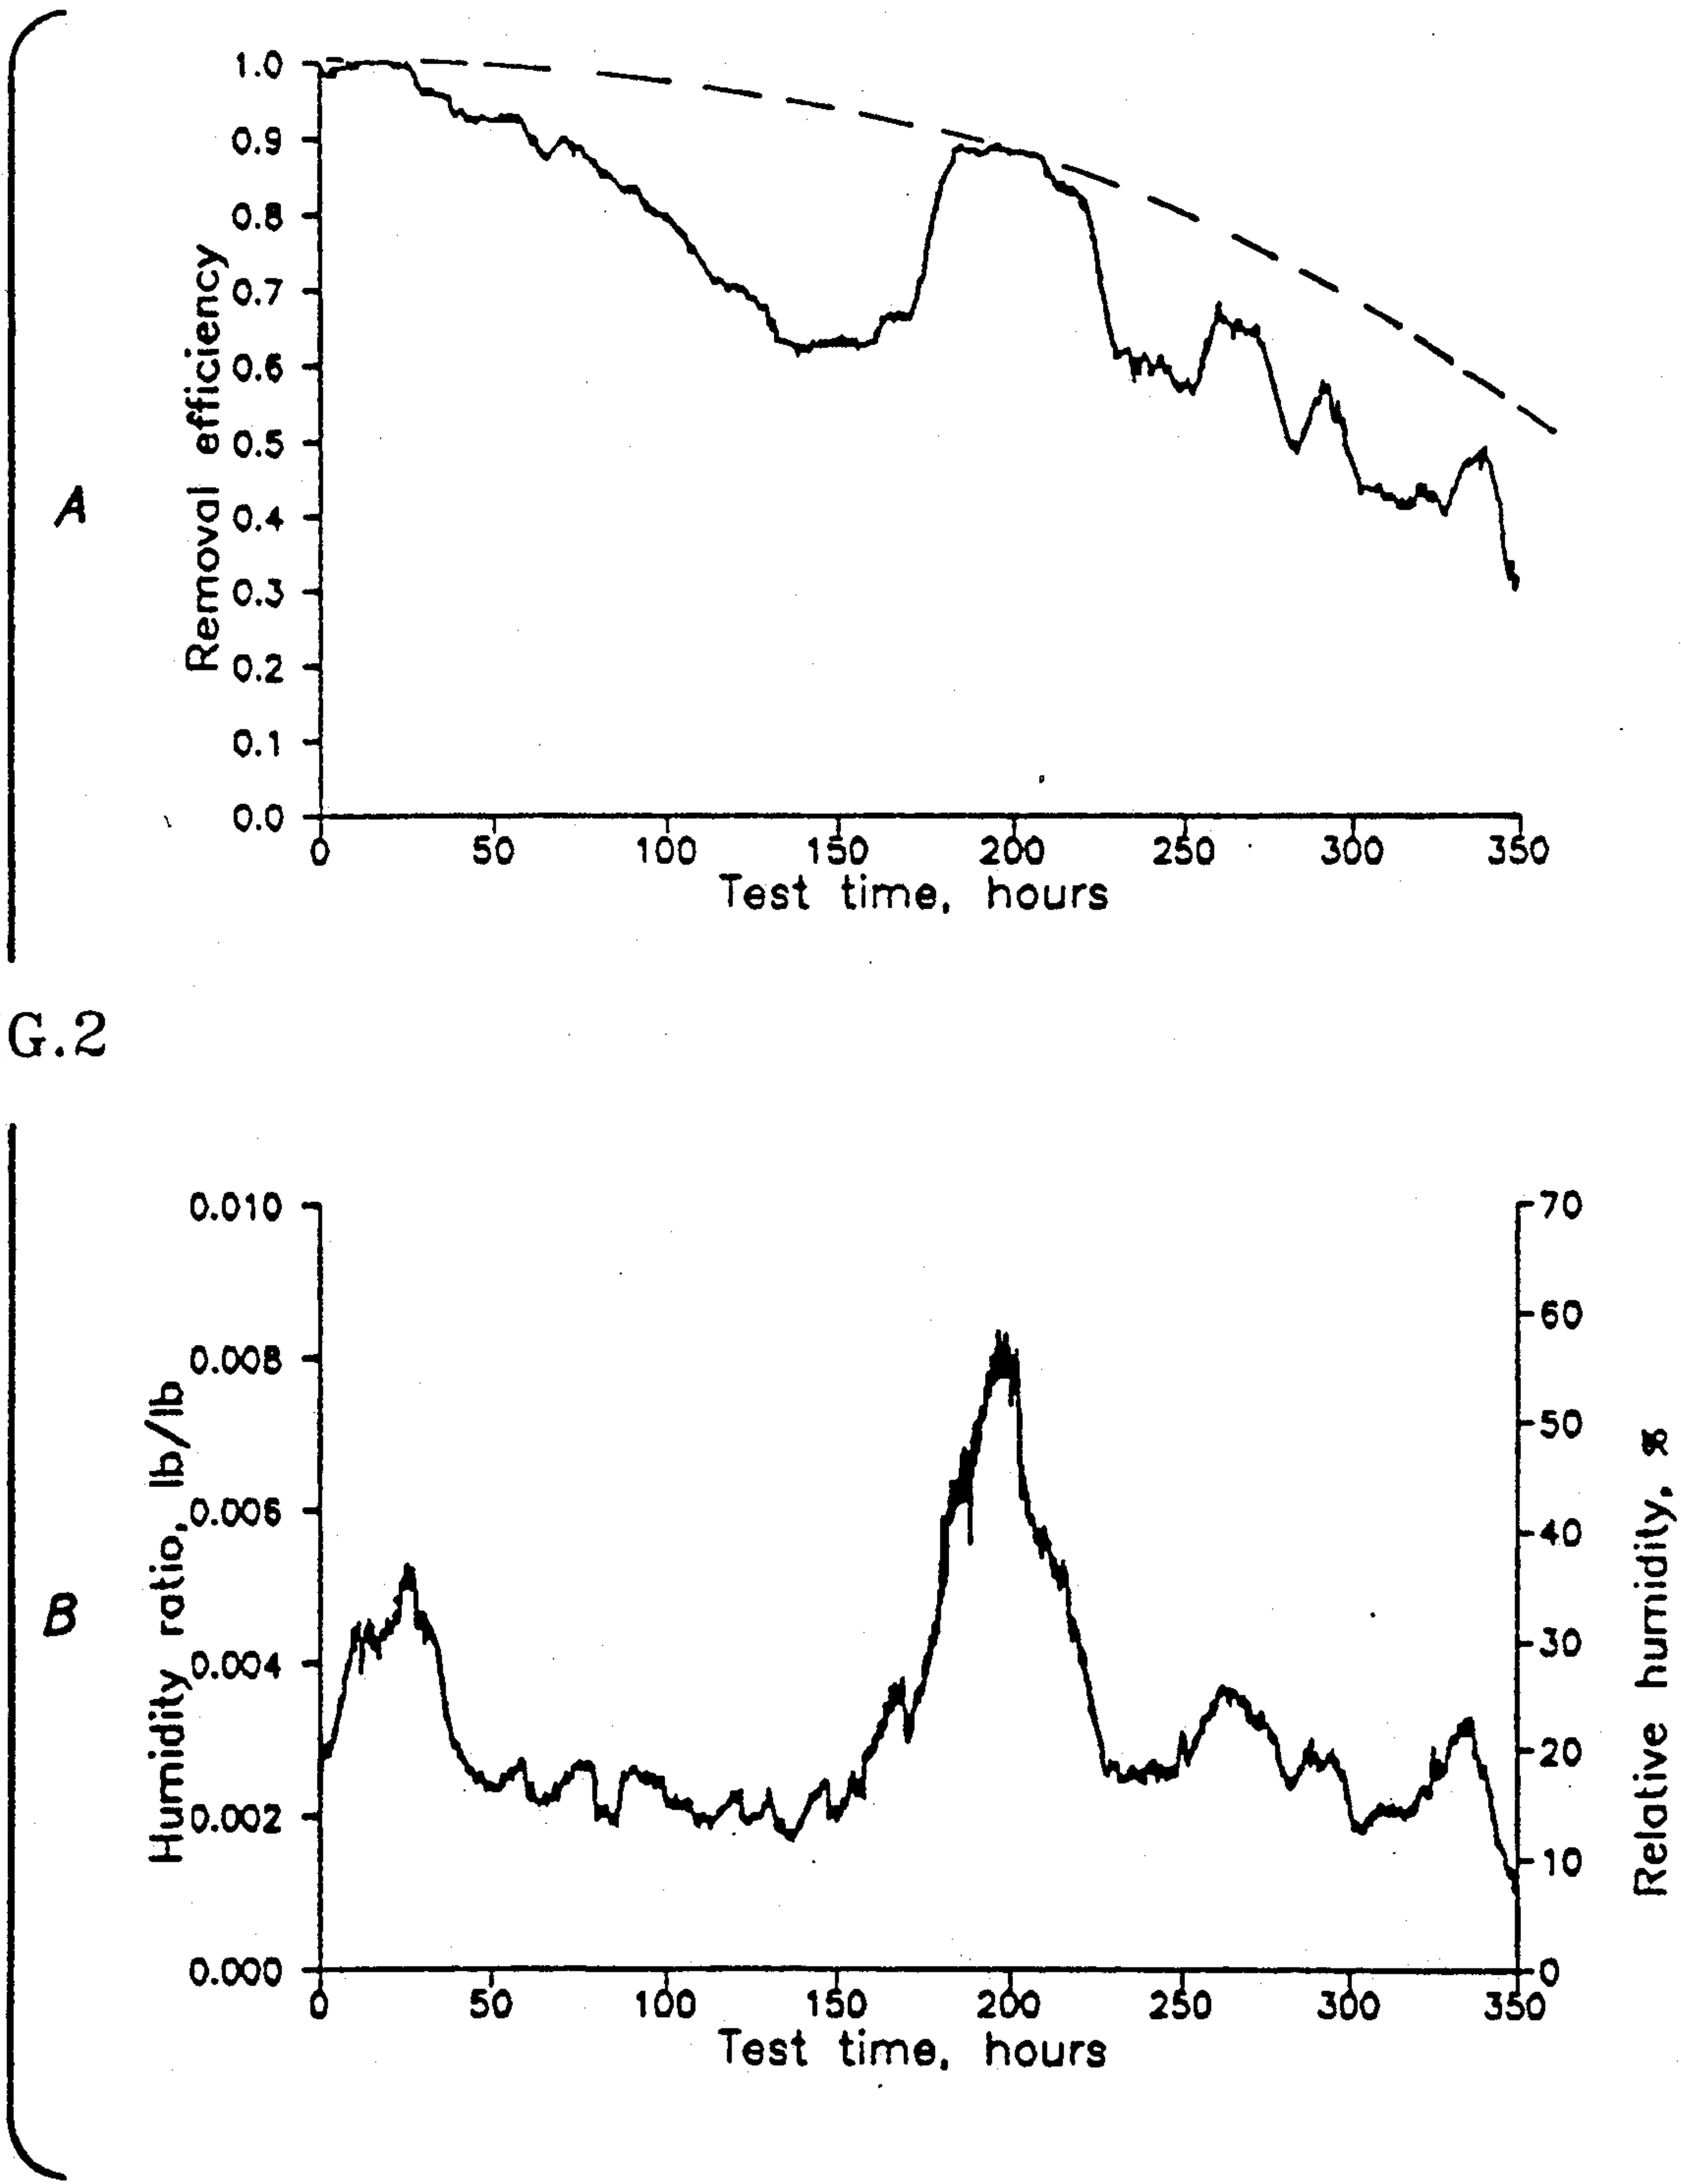 A
Removal efficiency
1.0
0.9
0.8
0.7
0.6
0.5
0.4
0.3
0.2
0.1
0.0
0 50 100 150 200 250 300 350
Test time, hours
G.2
B
Humidity ratio, lb/lb
0.010
0.008
0.006
0.004
0.002
0.000
70
60
50
40
30
20
10
0
Relative humidity, %
0 50 100 150 200 250 300 350
Test time, hours